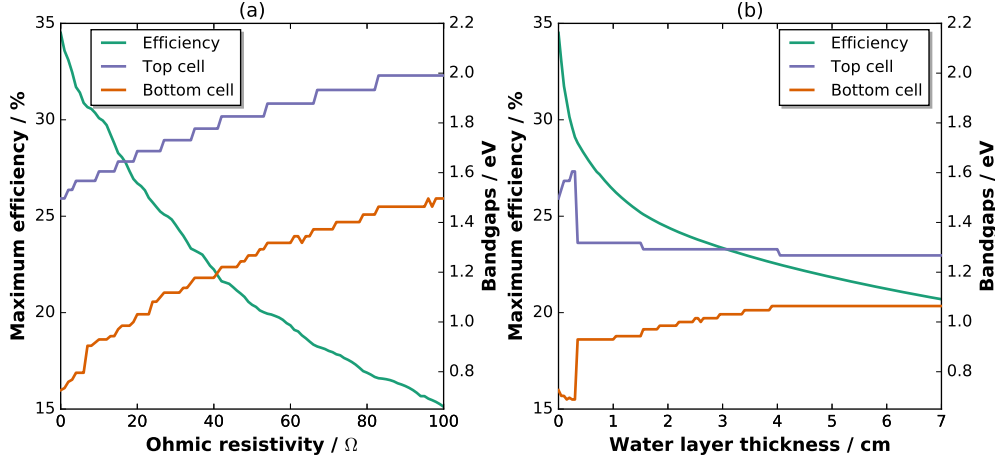 (a)
35
30
25
20
15
0
20
40
60
80
100
2.2
2.0
1.8
1.6
1.4
1.2
1.0
0.8
Maximum efficiency / %
Bandgaps / eV
Ohmic resistivity / Ω
Efficiency
Top cell
Bottom cell
(b)
35
30
25
20
15
0
1
2
3
4
5
6
7
2.2
2.0
1.8
1.6
1.4
1.2
1.0
0.8
Maximum efficiency / %
Bandgaps / eV
Water layer thickness / cm
Efficiency
Top cell
Bottom cell